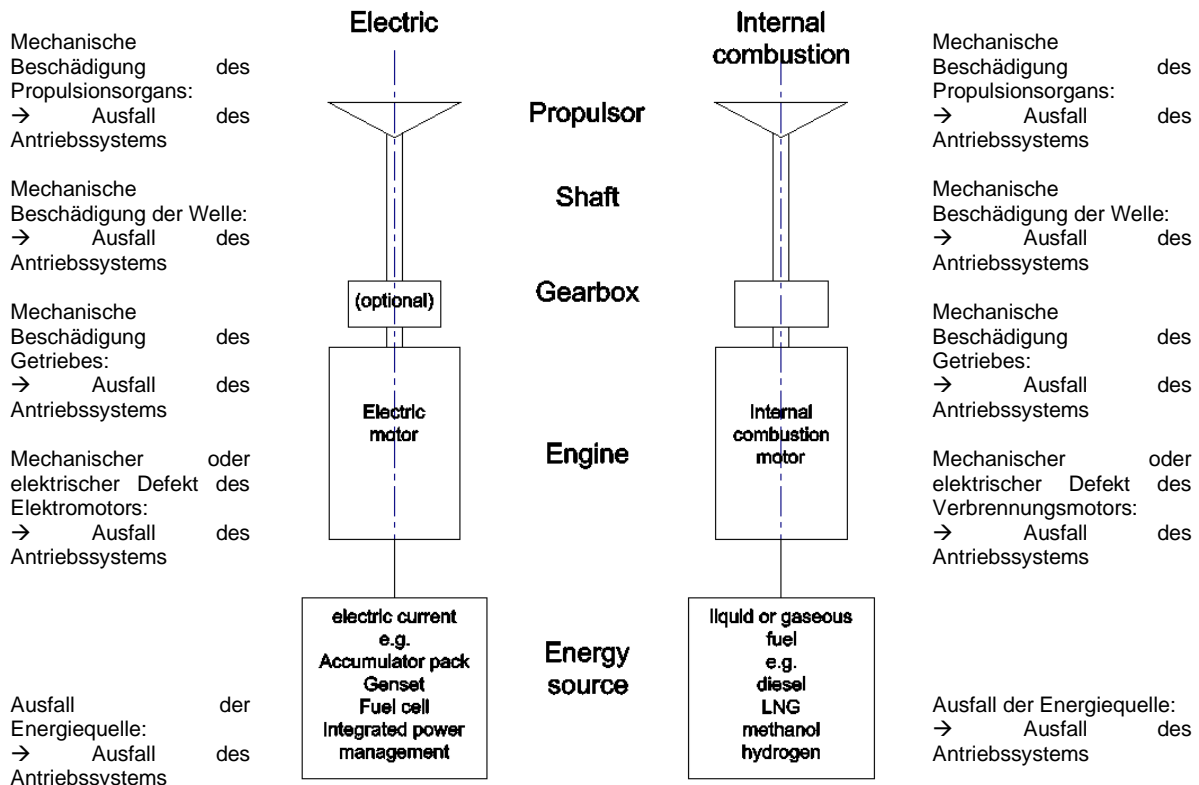 Electric
Internal
combustion
Mechanische
Beschädigung des
Propulsionsorgans:
→ Ausfall des
Antriebssystems
Mechanische
Beschädigung der Welle:
→ Ausfall des
Antriebssystems
Mechanische
Beschädigung des
Getriebes:
→ Ausfall des
Antriebssystems
Mechanischer oder
elektrischer Defekt des
Elektromotors:
→ Ausfall des
Antriebssystems
Ausfall der
Energiequelle:
→ Ausfall des
Antriebssystems
(optional)
Electric
motor
electric current
e.g.
Accumulator pack
Genset
Fuel cell
Integrated power
management
Propulsor
Shaft
Gearbox
Engine
Energy
source
Internal
combustion
motor
liquid or gaseous
fuel
e.g.
diesel
LNG
methanol
hydrogen
Mechanische
Beschädigung des
Propulsionsorgans:
→ Ausfall des
Antriebssystems
Mechanische
Beschädigung der Welle:
→ Ausfall des
Antriebssystems
Mechanische
Beschädigung des
Getriebes:
→ Ausfall des
Antriebssystems
Mechanischer oder
elektrischer Defekt des
Verbrennungsmotors:
→ Ausfall des
Antriebssystems
Ausfall der Energiequelle:
→ Ausfall des
Antriebssystems